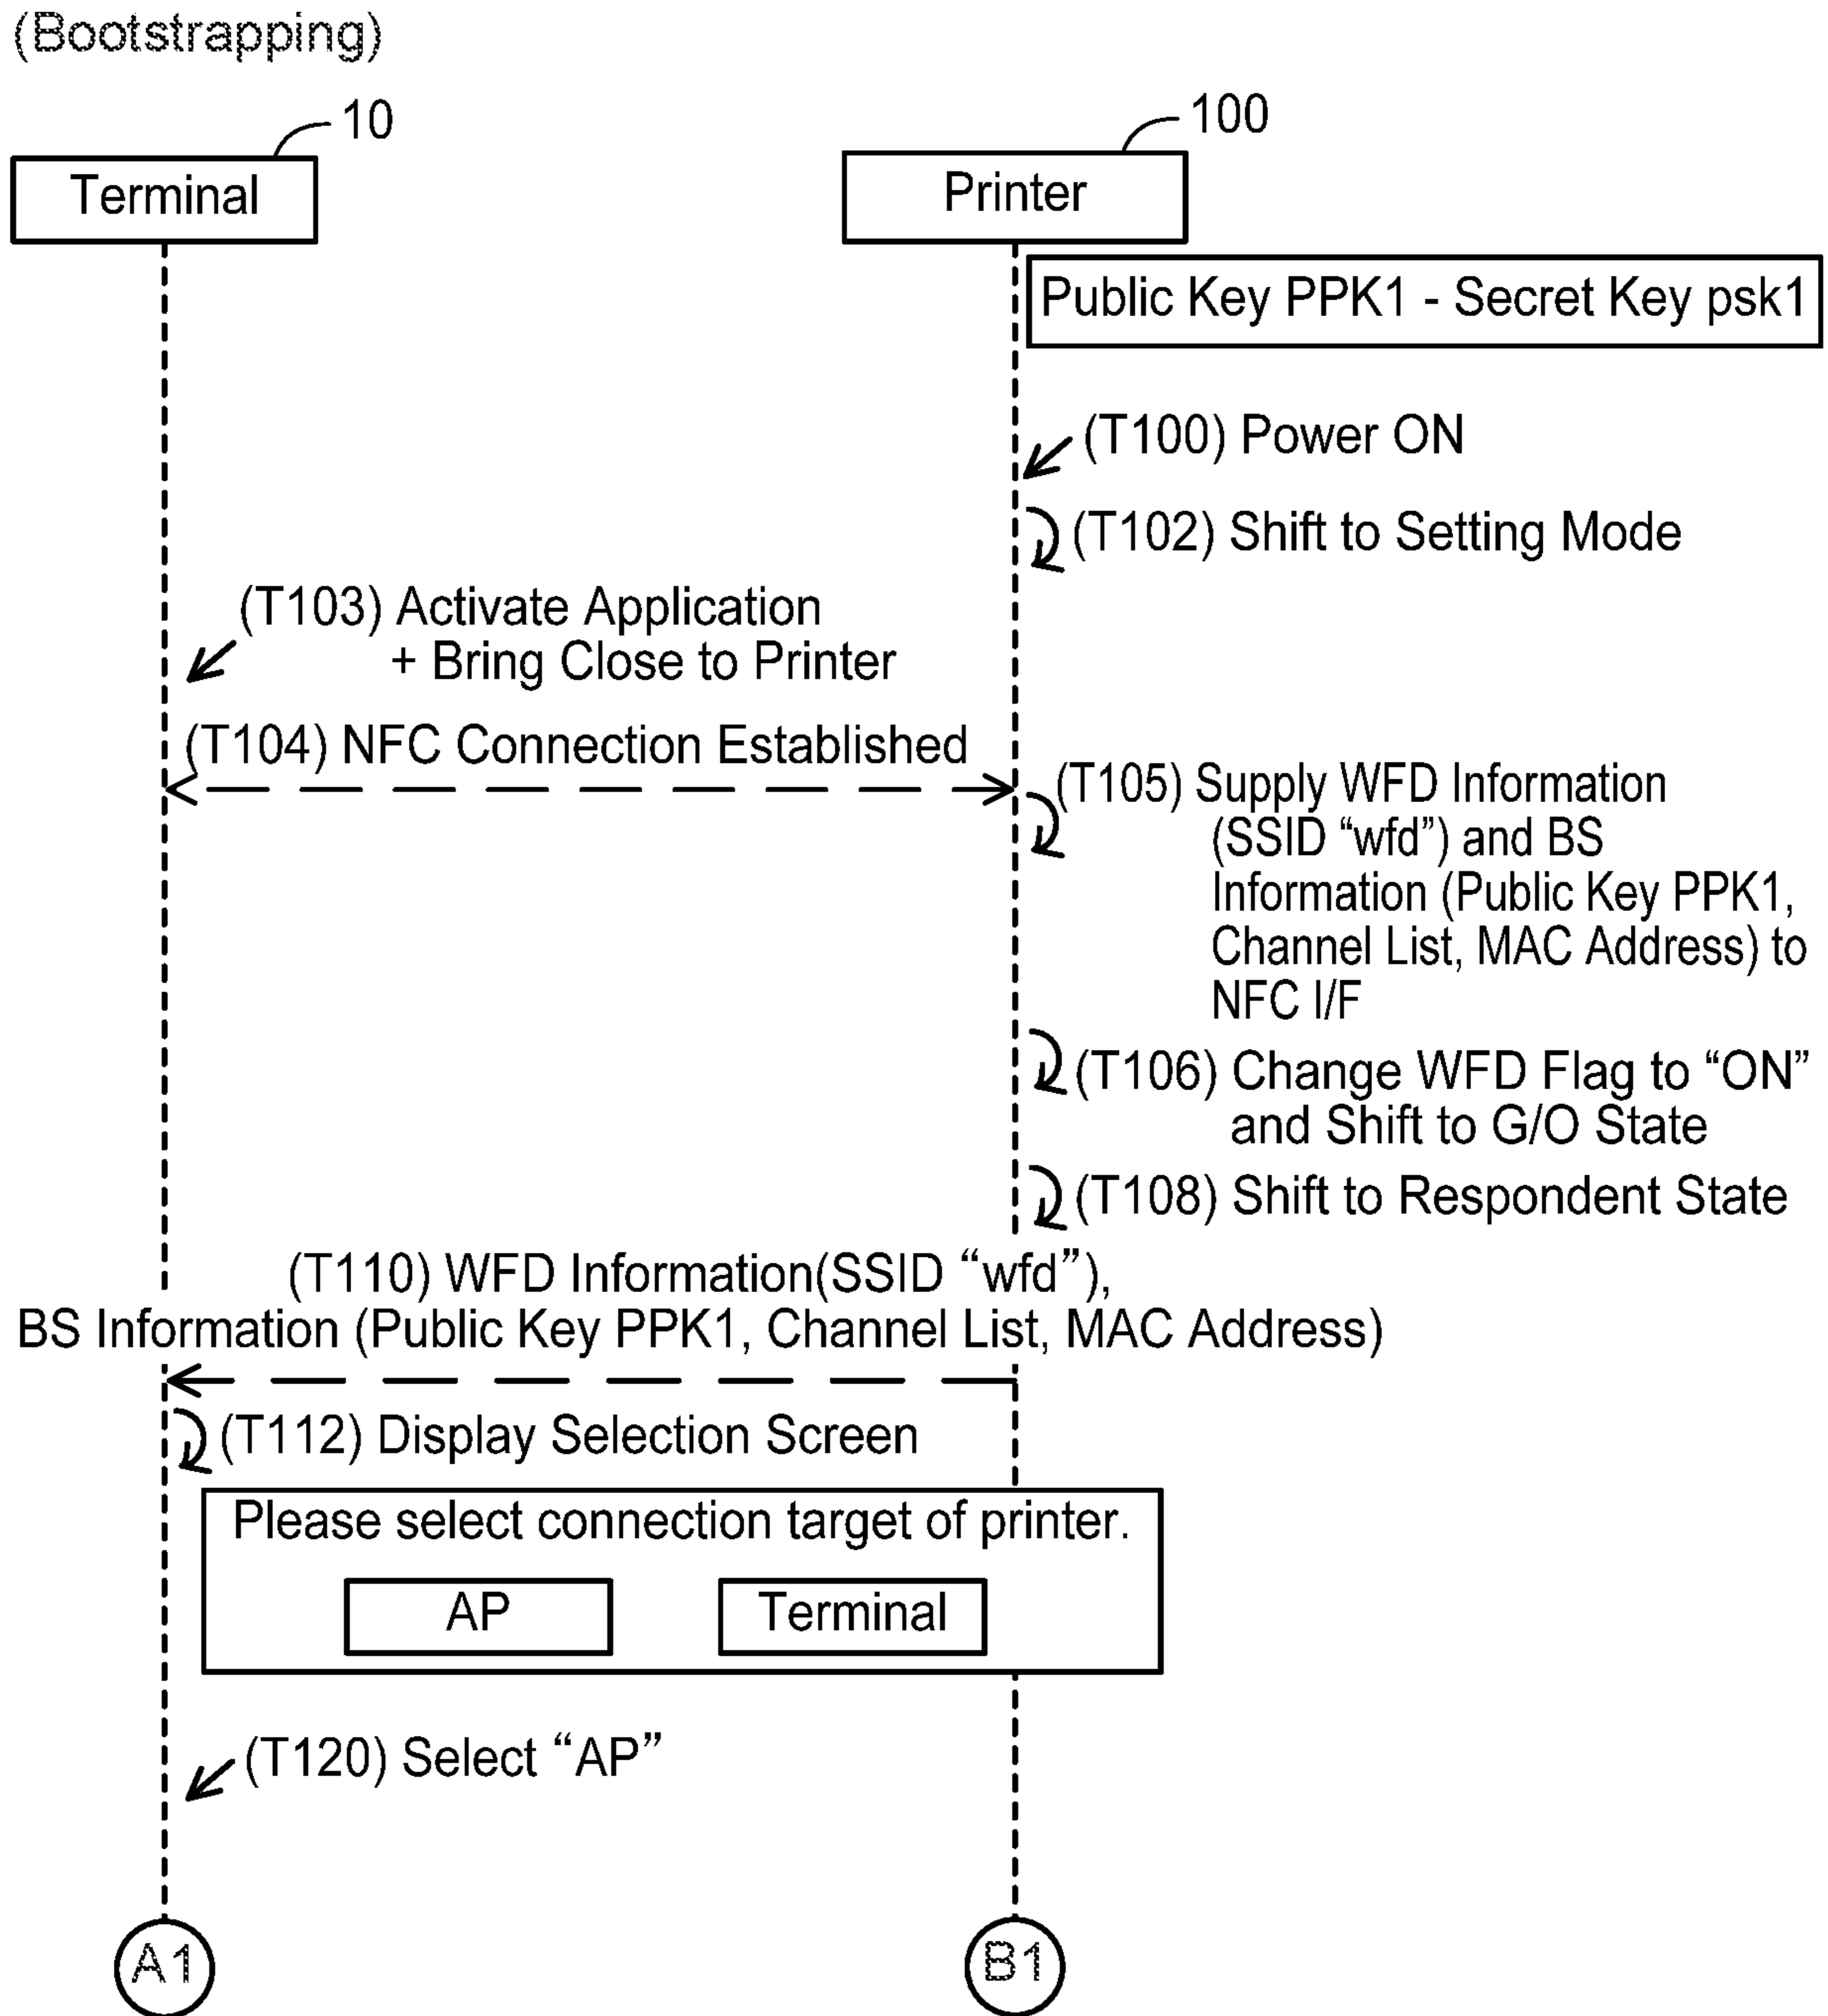 (Bootstrapping)
10
100
Terminal
Printer
Public Key PPK1 - Secret Key psk1
(T100) Power ON
(T102) Shift to Setting Mode
(T103) Activate Application
+ Bring Close to Printer
(T104) NFC Connection Established
(T105) Supply WFD Information
(SSID “wfd”) and BS
Information (Public Key PPK1,
Channel List, MAC Address) to
NFC I/F
(T106) Change WFD Flag to “ON”
and Shift to G/O State
(T108) Shift to Respondent State
(T110) WFD Information(SSID “wfd”),
BS Information (Public Key PPK1, Channel List, MAC Address)
(T112) Display Selection Screen
Please select connection target of printer.
AP
Terminal
(T120) Select “AP”
A1
B1